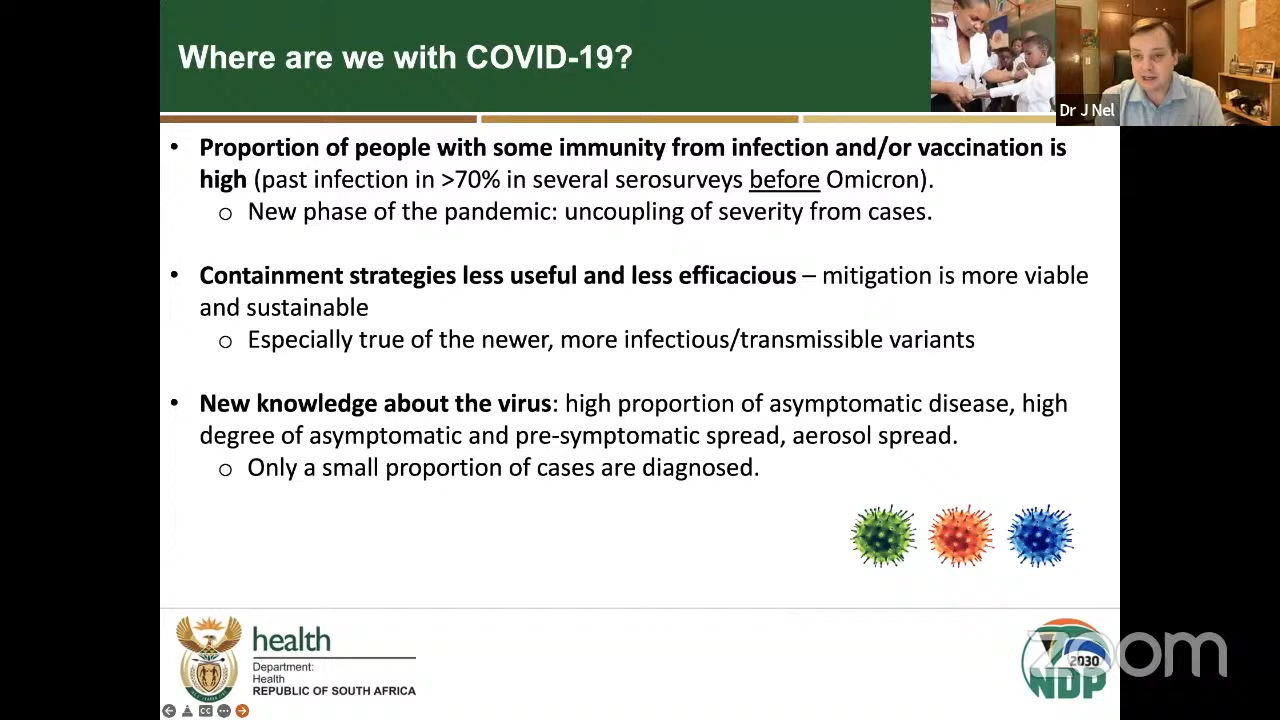 Where are we with COVID-19?
Dr J Nel
• Proportion of people with some immunity from infection and/or vaccination is
high (past infection in >70% in several serosurveys before Omicron).
o New phase of the pandemic: uncoupling of severity from cases.
• Containment strategies less useful and less efficacious – mitigation is more viable
and sustainable
o Especially true of the newer, more infectious/transmissible variants
• New knowledge about the virus: high proportion of asymptomatic disease, high
degree of asymptomatic and pre-symptomatic spread, aerosol spread.
o Only a small proportion of cases are diagnosed.
health
Department:
Health
REPUBLIC OF SOUTH AFRICA
2030
NDP
zoom
CC